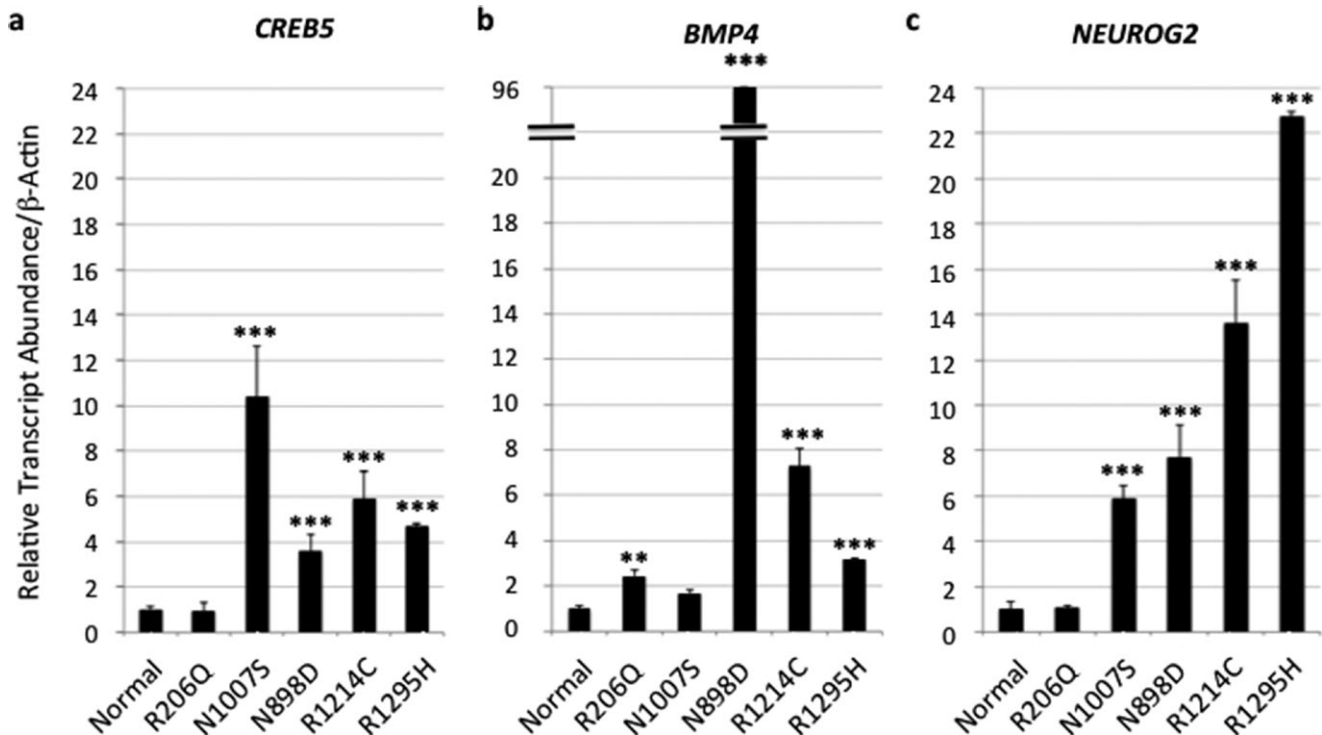 a
CREB5
b
BMP4
c
NEUROG2
Relative Transcript Abundance/β-Actin
24
22
20
18
16
14
12
10
8
6
4
2
0
***
***
***
***
Normal
R206Q
N1007S
N898D
R1214C
R1295H
96
20
18
16
14
12
10
8
6
4
2
0
**
***
***
***
Normal
R206Q
N1007S
N898D
R1214C
R1295H
24
22
20
18
16
14
12
10
8
6
4
2
0
***
***
***
***
Normal
R206Q
N1007S
N898D
R1214C
R1295H